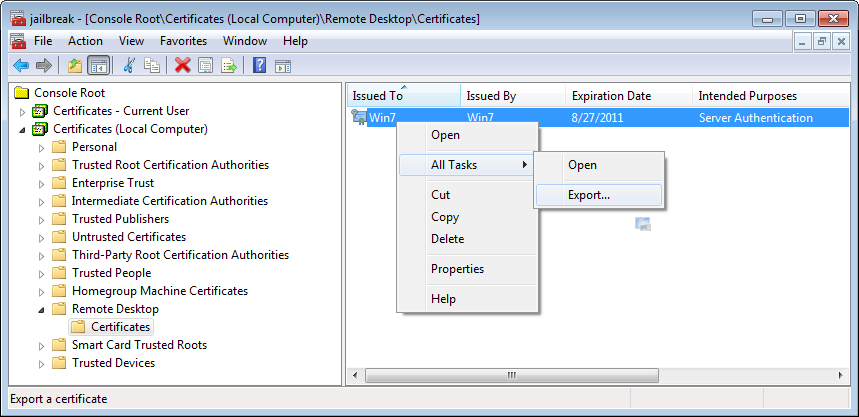 jailbreak - [Console Root\Certificates (Local Computer)\Remote Desktop\Certificates]
File Action View Favorites Window Help
Console Root
Certificates - Current User
Certificates (Local Computer)
Personal
Trusted Root Certification Authorities
Enterprise Trust
Intermediate Certification Authorities
Trusted Publishers
Untrusted Certificates
Third-Party Root Certification Authorities
Trusted People
Homegroup Machine Certificates
Remote Desktop
Certificates
Smart Card Trusted Roots
Trusted Devices
Issued To Issued By Expiration Date Intended Purposes
Win7 Win7 8/27/2011 Server Authentication
Open
All Tasks
Cut
Copy
Delete
Properties
Help
Open
Export...
Export a certificate